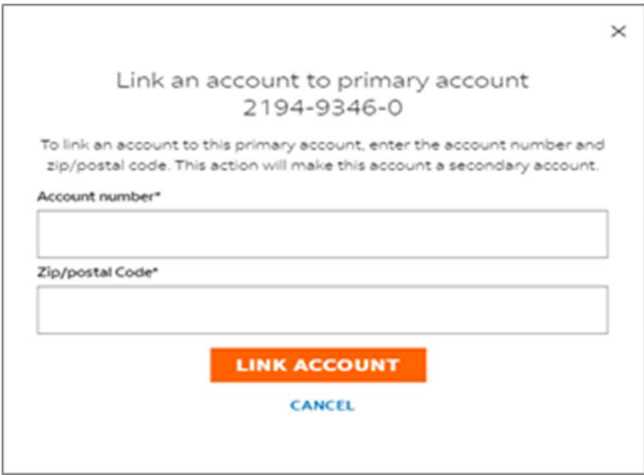 Link an account to primary account
2194-9346-0
To link an account to this primary account, enter the account number and
zip/postal code. This action will make this account a secondary account.
Account number*
Zip/postal Code*
LINK ACCOUNT
CANCEL